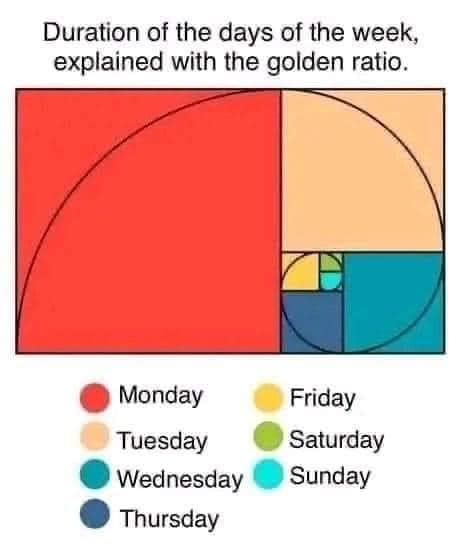 Duration of the days of the week,
explained with the golden ratio.
Monday
Tuesday
Wednesday
Thursday
Friday
Saturday
Sunday